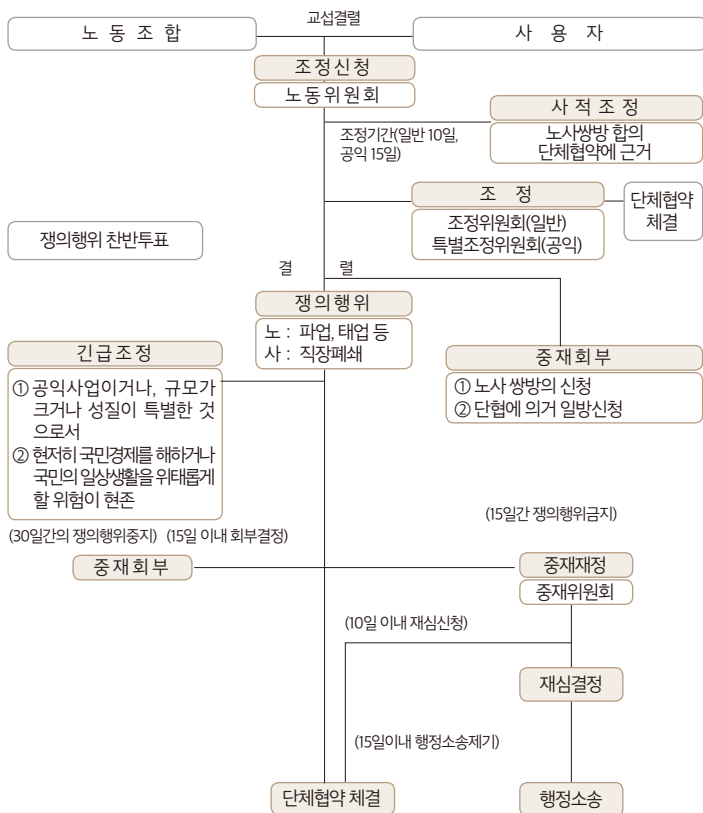 교섭결렬
노동조합
사용자
조정신청
노동위원회
사적조정
노사쌍방 합의
단체협약에 근거
조정기간(일반 10일,
공익 15일)
조정
조정위원회(일반)
특별조정위원회(공익)
단체협약
체결
쟁의행위 찬반투표
결렬
쟁의행위
노 : 파업, 태업 등
사 : 직장폐쇄
긴급조정
① 공익사업이거나, 규모가
크거나 성질이 특별한 것
으로서
② 현저히 국민경제를 해하거나
국민의 일상생활을 위태롭게
할 위험이 현존
중재회부
① 노사 쌍방의 신청
② 단협에 의거 일방신청
(30일간의 쟁의행위중지) (15일 이내 회부결정)
(15일간 쟁의행위금지)
중재회부
중재재정
중재위원회
(10일 이내 재심신청)
재심결정
(15일이내 행정소송제기)
단체협약 체결
행정소송